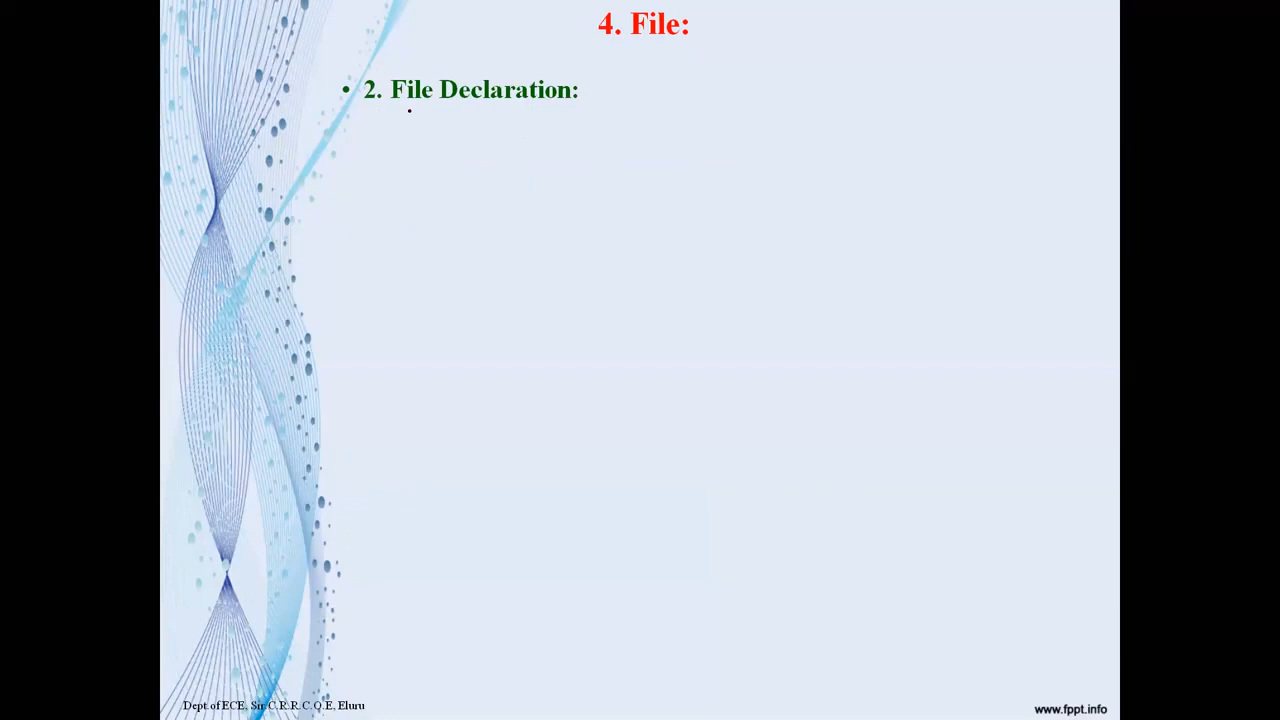 4. File:
• 2. File Declaration:
Dept.of ECE, Sir.C.R.R.C.O.E, Eluru
www.fppt.info